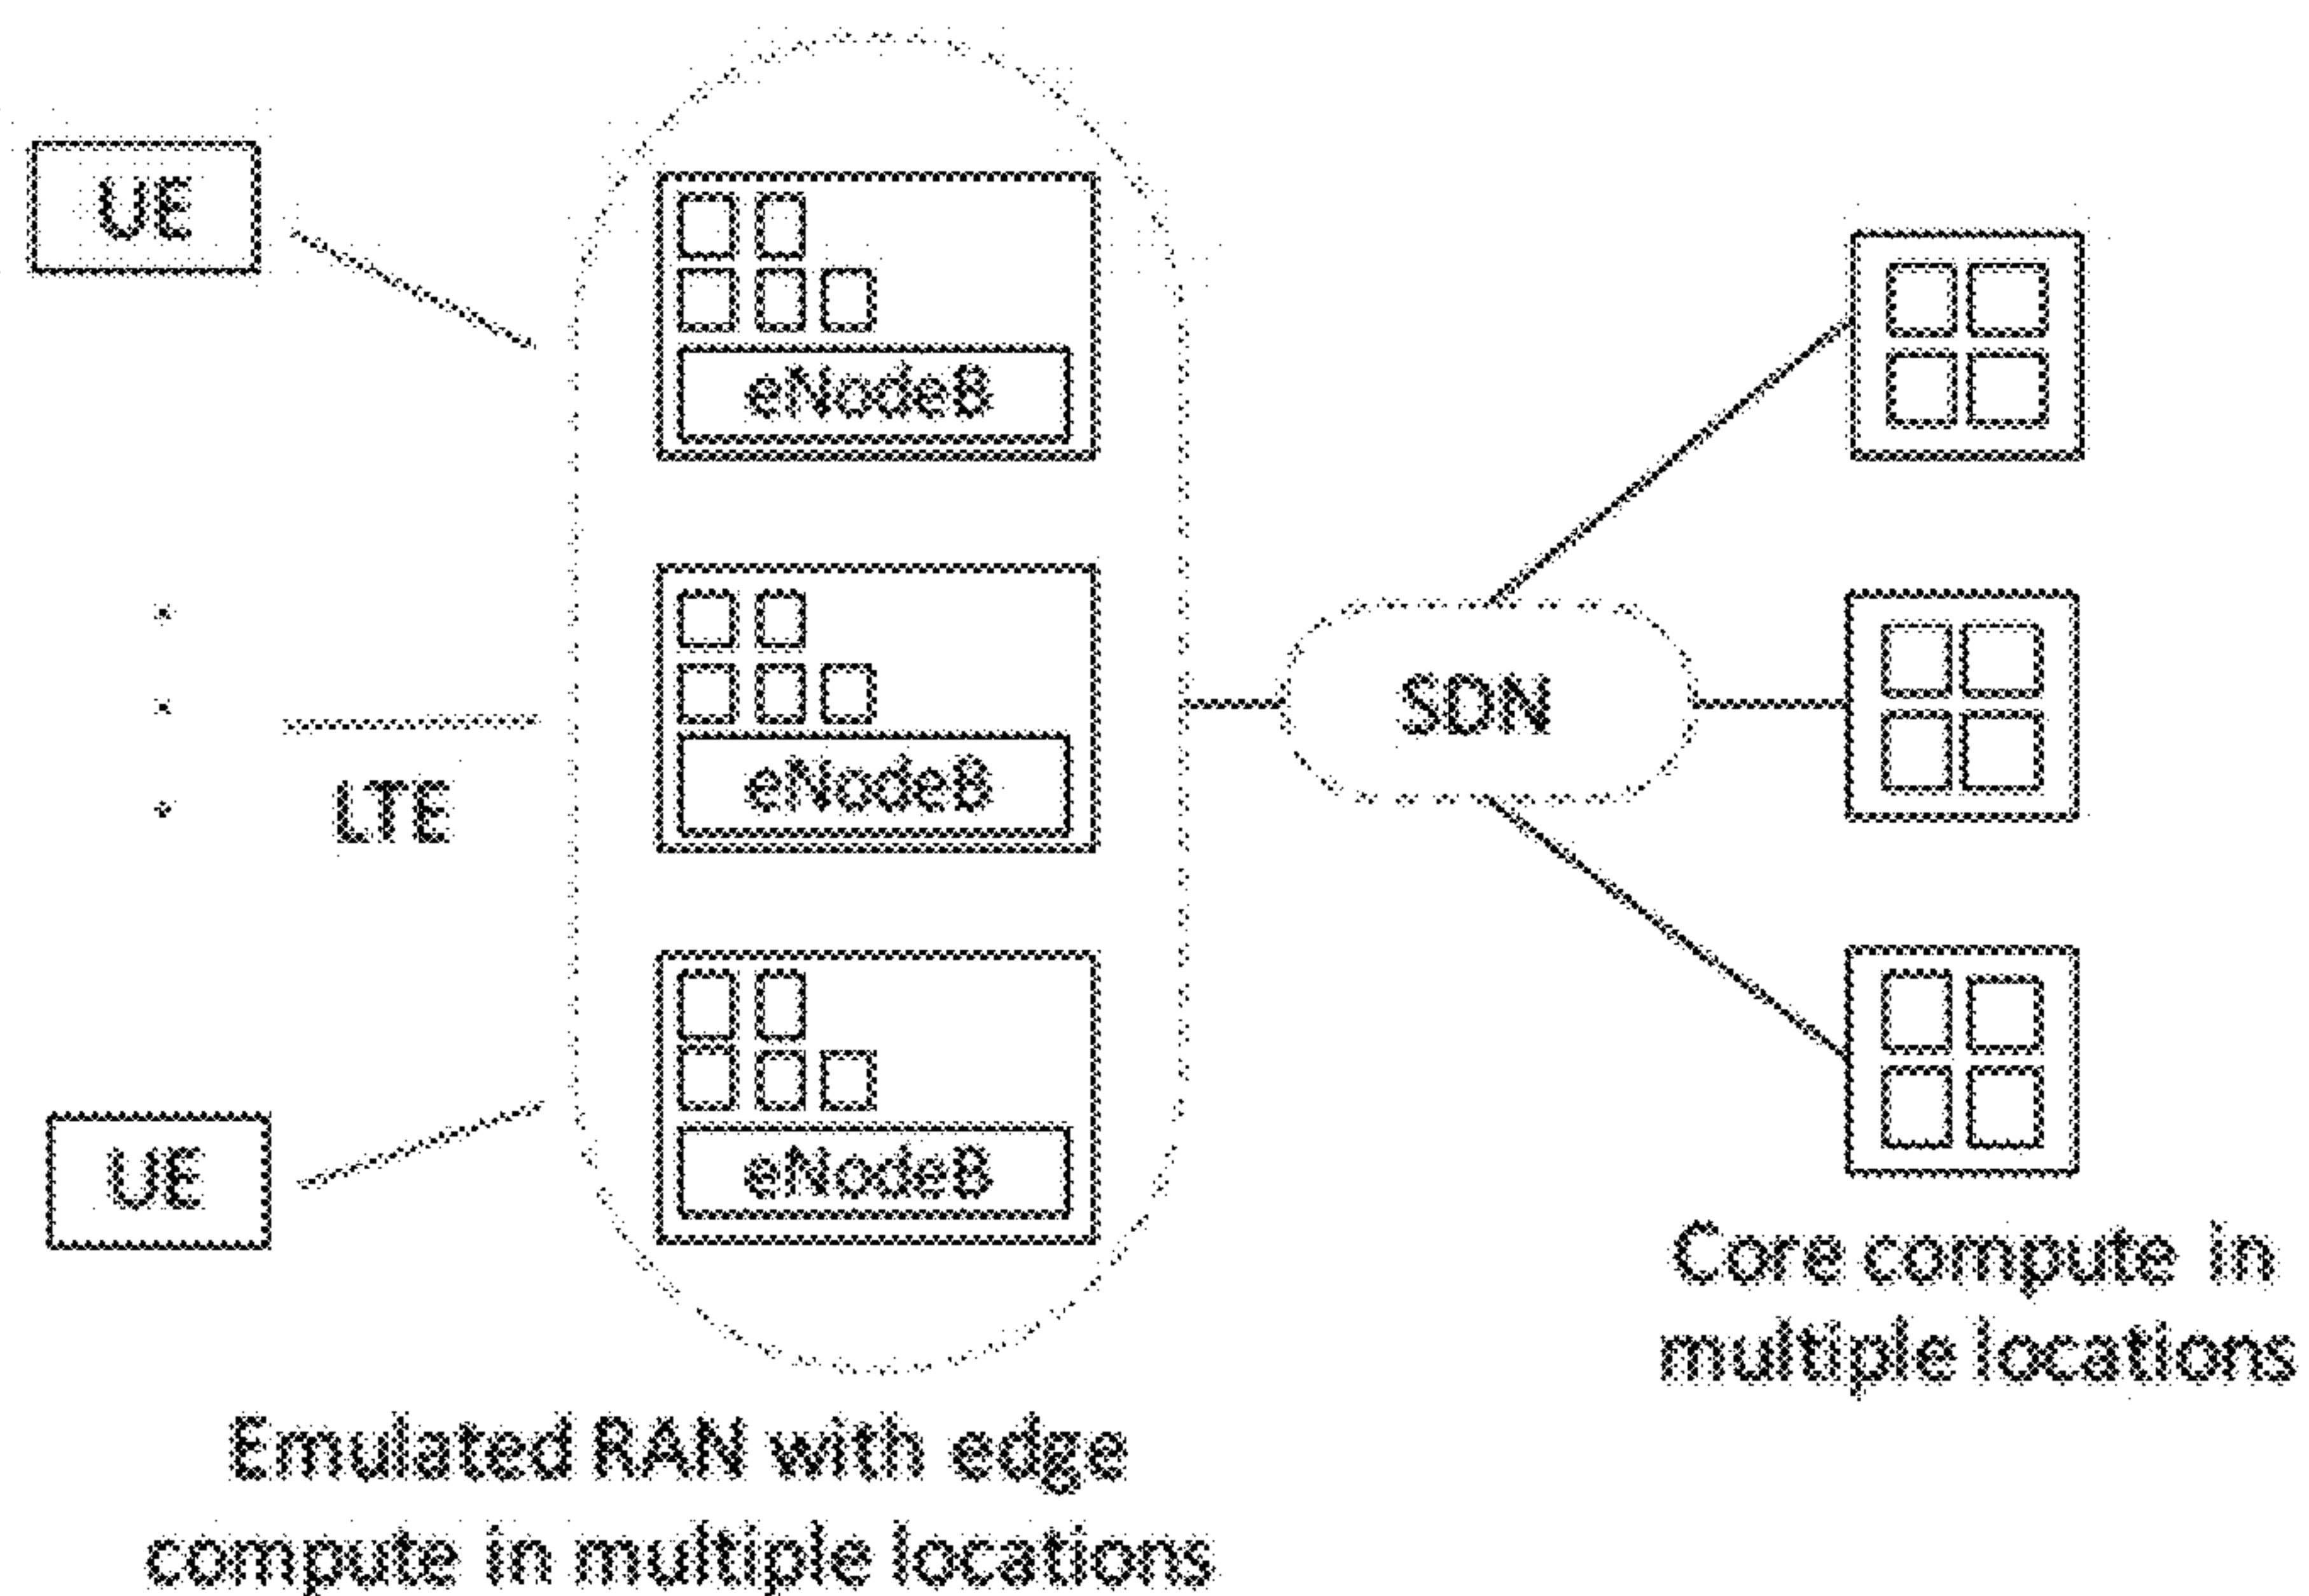 UE
eNodeB
eNodeB
SDN
LTE
eNodeB
UE
Core compute in
multiple locations
Emulated RAN with edge
compute in multiple locations